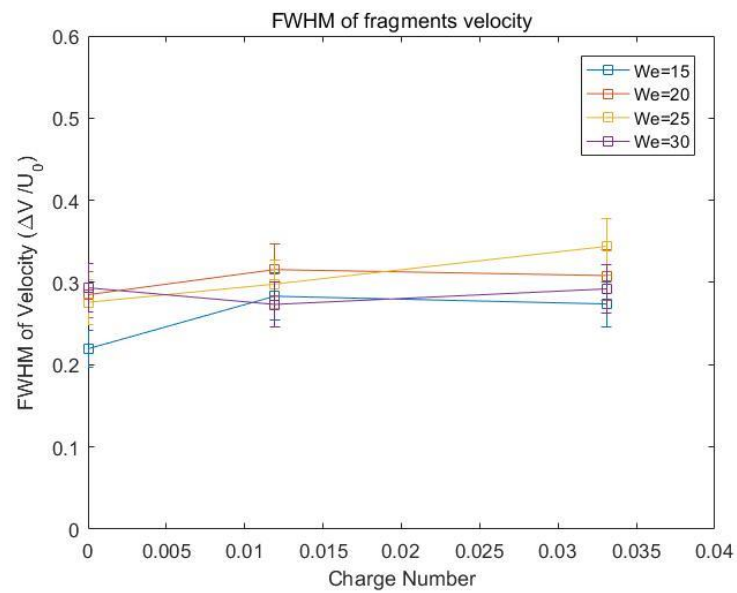 FWHM of fragments velocity
0.6
0.5
0.4
0.3
0.2
0.1
0
FWHM of Velocity (ΔV /U₀)
We=15
We=20
We=25
We=30
0 0.005 0.01 0.015 0.02 0.025 0.03 0.035 0.04
Charge Number